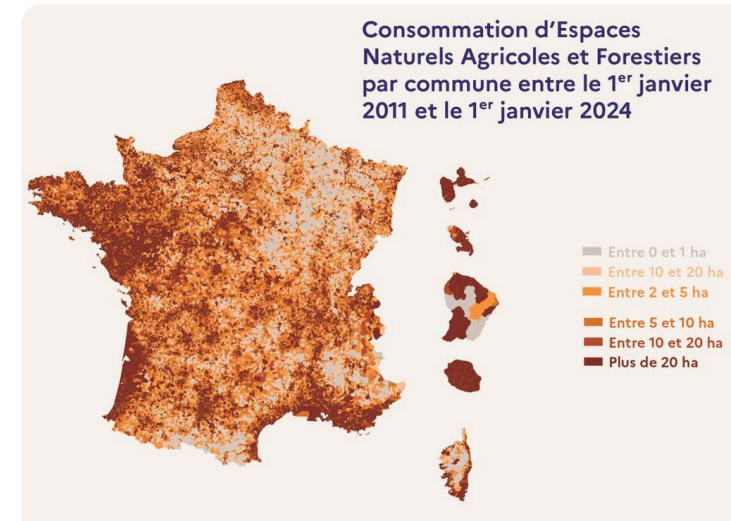 Consommation d'Espaces
Naturels Agricoles et Forestiers
par commune entre le 1er janvier
2011 et le 1er janvier 2024
Entre 0 et 1 ha
Entre 10 et 20 ha
Entre 2 et 5 ha
Entre 5 et 10 ha
Entre 10 et 20 ha
Plus de 20 ha